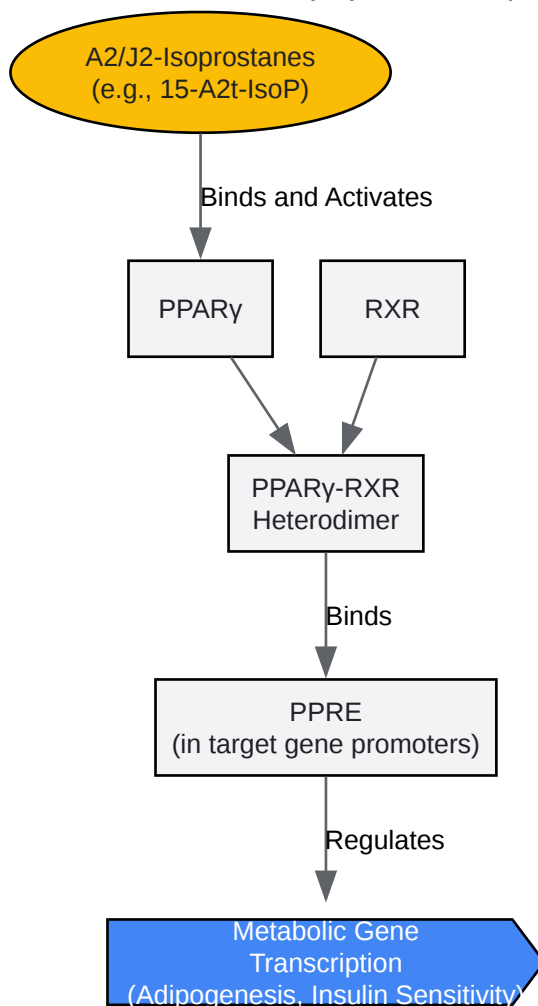 A2/J2-Isoprostanes
(e.g., 15-A2t-IsoP)
Binds and Activates
PPARγ
RXR
PPARγ-RXR
Heterodimer
Binds
PPRE
(in target gene promoters)
Regulates
Metabolic Gene
Transcription
(Adipogenesis, Insulin Sensitivity)